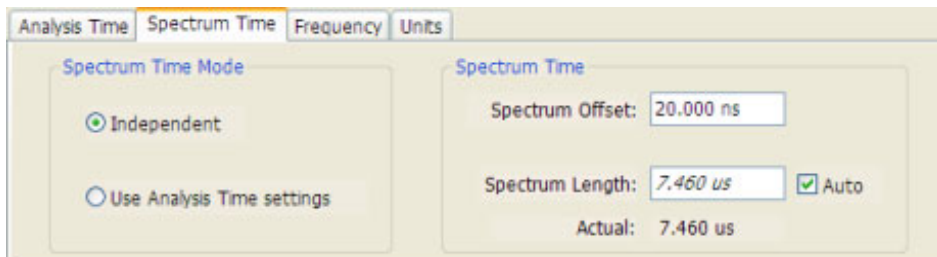 Analysis Time Spectrum Time Frequency Units
Spectrum Time Mode
Independent
Use Analysis Time settings
Spectrum Time
Spectrum Offset: 20.000 ns
Spectrum Length: 7.460 us Auto
Actual: 7.460 us